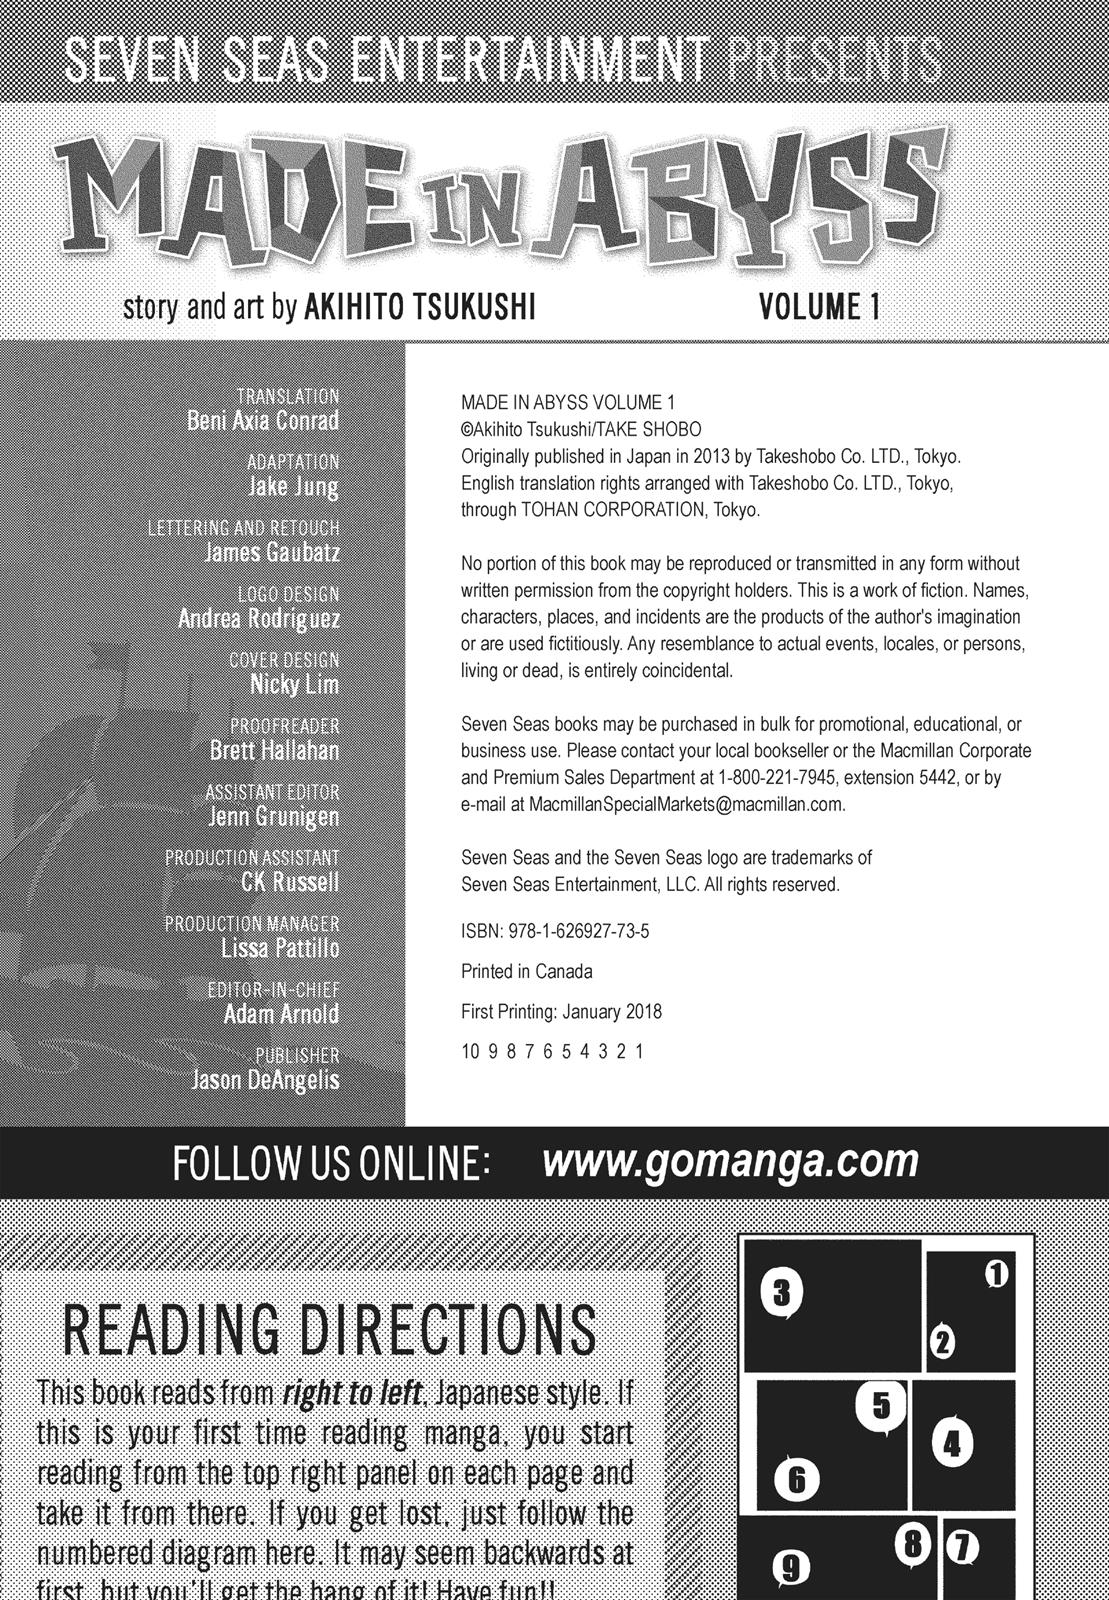 SEVEN SEAS ENTERTAINMENT PRESENTS
MADE IN ABYSS
story and art by AKIHITO TSUKUSHI
VOLUME 1
TRANSLATION
Beni Axia Conrad
ADAPTATION
Jake Jung
LETTERING AND RETOUCH
James Gaubatz
LOGO DESIGN
Andrea Rodriguez
COVER DESIGN
Nicky Lim
PROOFREADER
Brett Hallahan
ASSISTANT EDITOR
Jenn Grunigen
PRODUCTION ASSISTANT
CK Russell
PRODUCTION MANAGER
Lissa Pattillo
EDITOR-IN-CHIEF
Adam Arnold
PUBLISHER
Jason DeAngelis
MADE IN ABYSS VOLUME 1
©Akihito Tsukushi/TAKE SHOBO
Originally published in Japan in 2013 by Takeshobo Co. LTD., Tokyo.
English translation rights arranged with Takeshobo Co. LTD., Tokyo,
through TOHAN CORPORATION, Tokyo.
No portion of this book may be reproduced or transmitted in any form without
written permission from the copyright holders. This is a work of fiction. Names,
characters, places, and incidents are the products of the author's imagination
or are used fictitiously. Any resemblance to actual events, locales, or persons,
living or dead, is entirely coincidental.
Seven Seas books may be purchased in bulk for promotional, educational, or
business use. Please contact your local bookseller or the Macmillan Corporate
and Premium Sales Department at 1-800-221-7945, extension 5442, or by
e-mail at MacmillanSpecialMarkets@macmillan.com.
Seven Seas and the Seven Seas logo are trademarks of
Seven Seas Entertainment, LLC. All rights reserved.
ISBN: 978-1-626927-73-5
Printed in Canada
First Printing: January 2018
10 9 8 7 6 5 4 3 2 1
FOLLOW US ONLINE: www.gomanga.com
READING DIRECTIONS
This book reads from right to left, Japanese style. If
this is your first time reading manga, you start
reading from the top right panel on each page and
take it from there. If you get lost, just follow the
numbered diagram here. It may seem backwards at
first, but you'll get the hang of it! Have fun!!
1
2
3
4
5
6
7
8
9